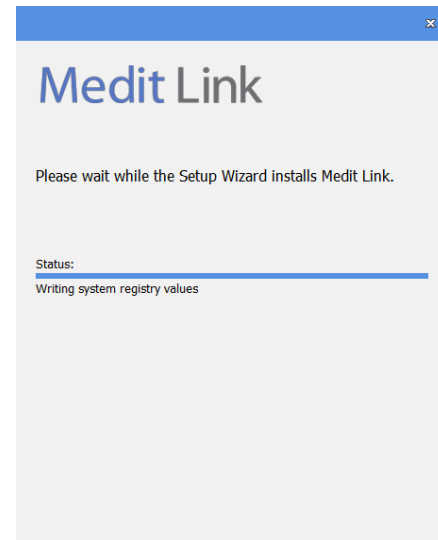 Medit Link
Please wait while the Setup Wizard installs Medit Link.
Status:
Writing system registry values